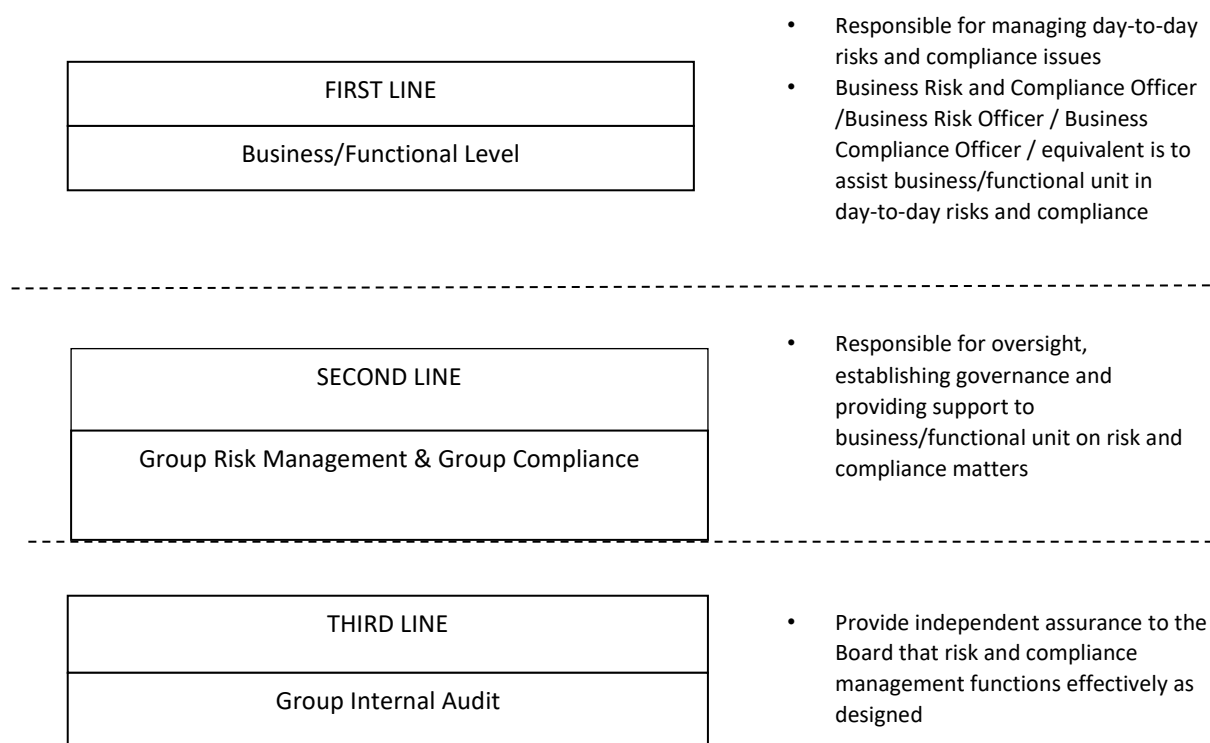 FIRST LINE
Business/Functional Level
• Responsible for managing day-to-day
risks and compliance issues
• Business Risk and Compliance Officer
/Business Risk Officer / Business
Compliance Officer / equivalent is to
assist business/functional unit in
day-to-day risks and compliance
SECOND LINE
Group Risk Management & Group Compliance
• Responsible for oversight,
establishing governance and
providing support to
business/functional unit on risk and
compliance matters
THIRD LINE
Group Internal Audit
• Provide independent assurance to the
Board that risk and compliance
management functions effectively as
designed